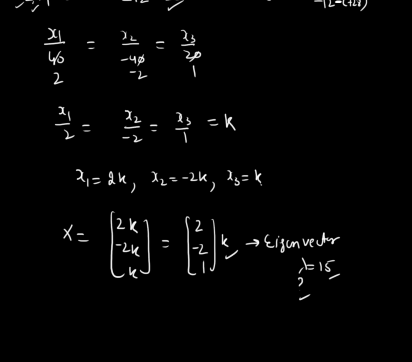 x₁/40 = x₂/-40 = x₃/20
2 -2 1
x₁/2 = x₂/-2 = x₃/1 = k
x₁=2k, x₂=-2k, x₃=k
X= [2k -2k k] = [2 -2 1] k → Eigenvector
λ=15